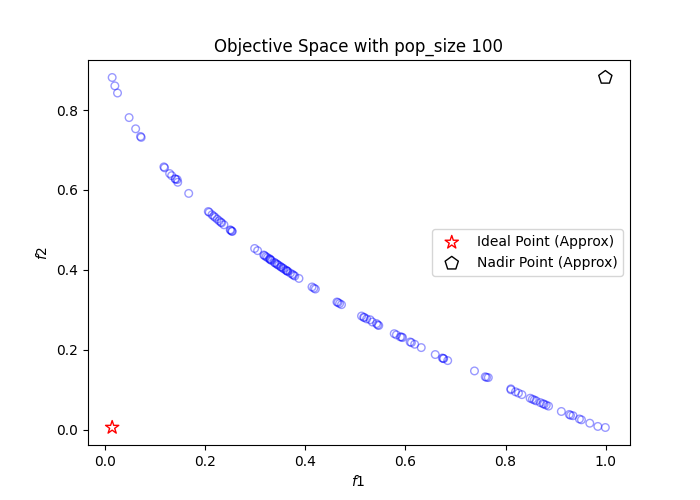 Objective Space with pop_size 100
f2
0.8
0.6
0.4
0.2
0.0
Ideal Point (Approx)
Nadir Point (Approx)
0.0 0.2 0.4 0.6 0.8 1.0
f1